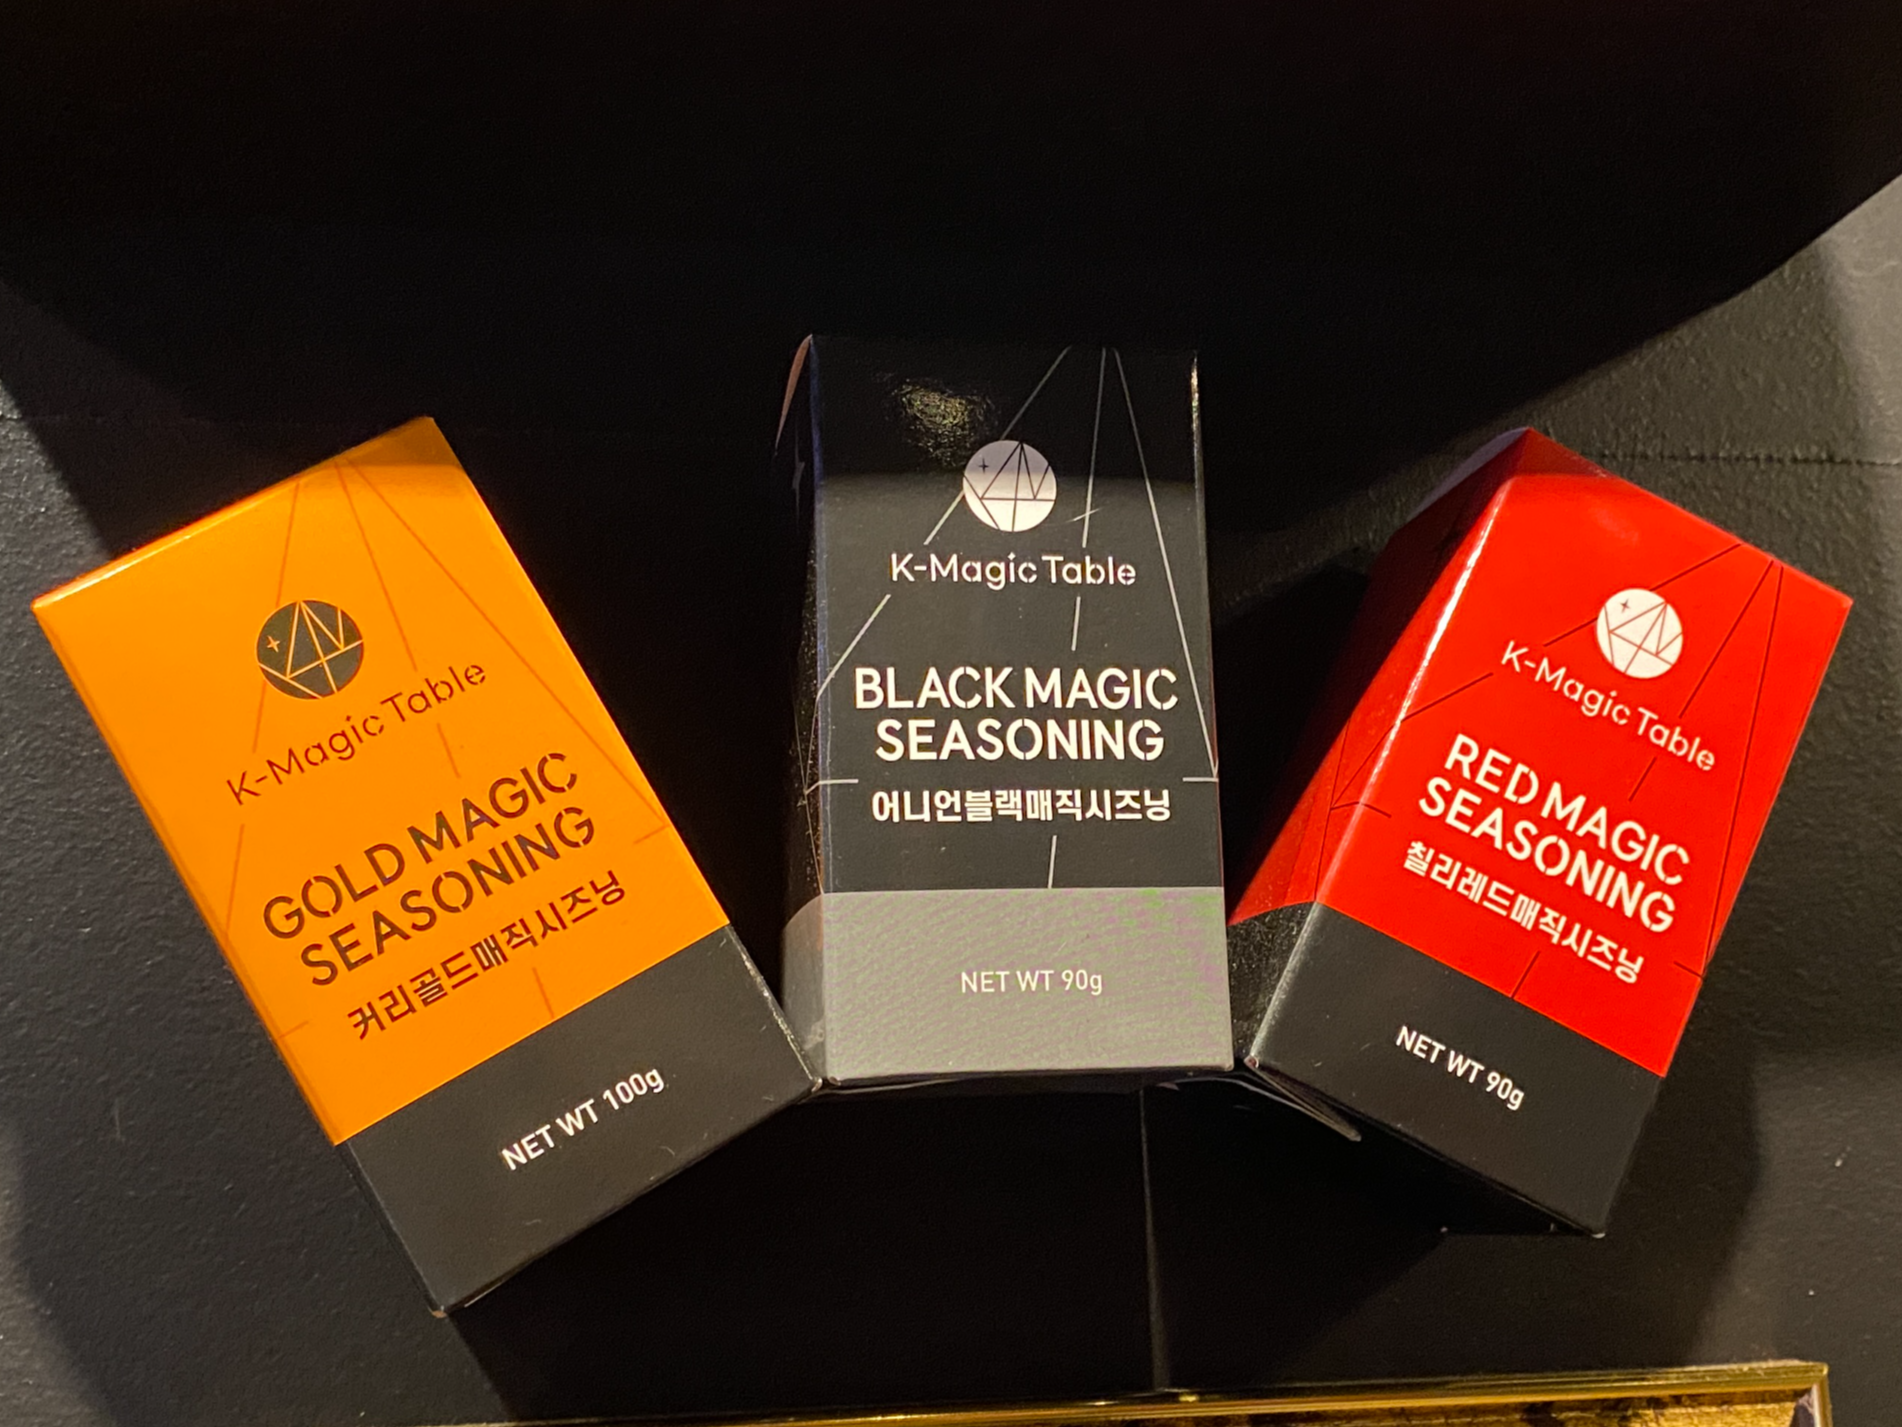 K-Magic Table
GOLD MAGIC
SEASONING
커리골드매직시즈닝
NET WT 100g
K-Magic Table
BLACK MAGIC
SEASONING
어니언블랙매직시즈닝
NET WT 90g
K-Magic Table
RED MAGIC
SEASONING
칠리레드매직시즈닝
NET WT 90g